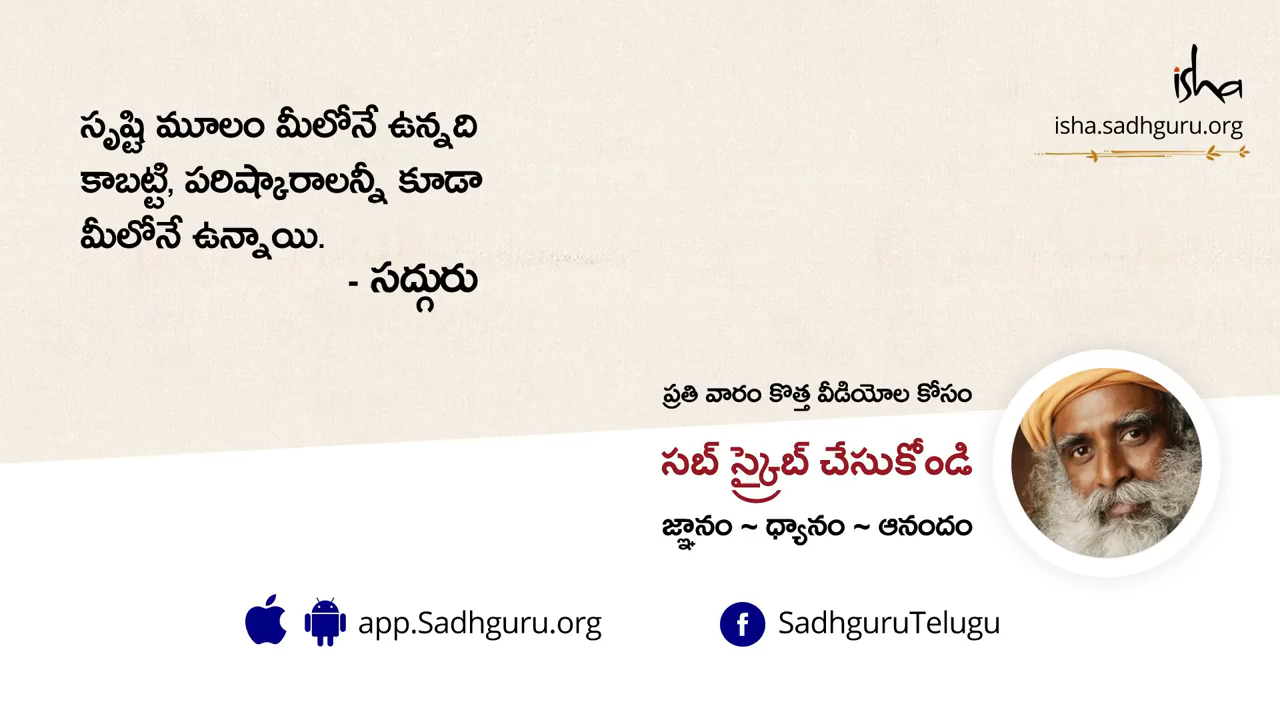 సృష్టి మూలం మీలోనే ఉన్నది
కాబట్టి, పరిష్కారాలన్నీ కూడా
మీలోనే ఉన్నాయి.
- సద్గురు
isha
isha.sadhguru.org
ప్రతి వారం కొత్త వీడియోల కోసం
సబ్ స్క్రైబ్ చేసుకోండి
జ్ఞానం ~ ధ్యానం ~ ఆనందం
app.Sadhguru.org
f SadhguruTelugu